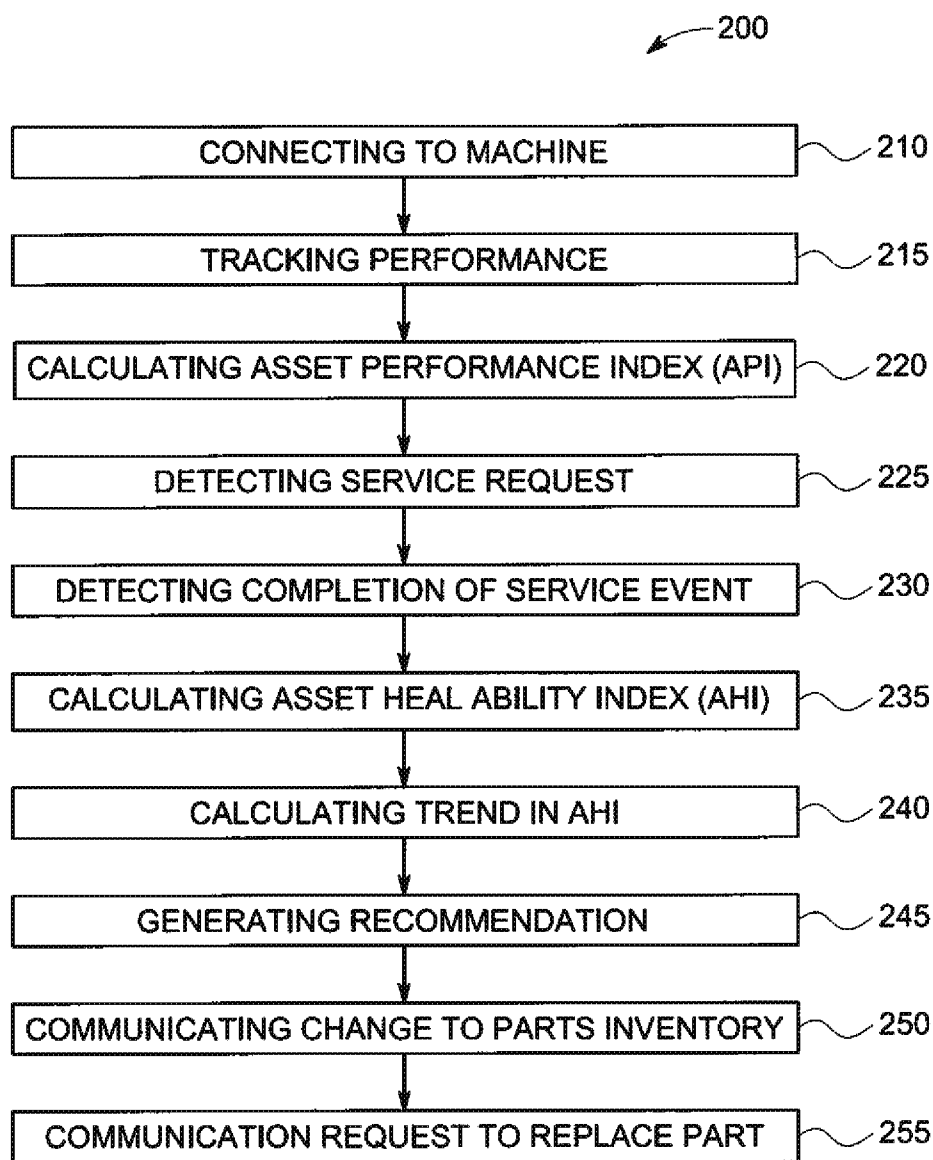 200
CONNECTING TO MACHINE 210
TRACKING PERFORMANCE 215
CALCULATING ASSET PERFORMANCE INDEX (API) 220
DETECTING SERVICE REQUEST 225
DETECTING COMPLETION OF SERVICE EVENT 230
CALCULATING ASSET HEAL ABILITY INDEX (AHI) 235
CALCULATING TREND IN AHI 240
GENERATING RECOMMENDATION 245
COMMUNICATING CHANGE TO PARTS INVENTORY 250
COMMUNICATION REQUEST TO REPLACE PART 255